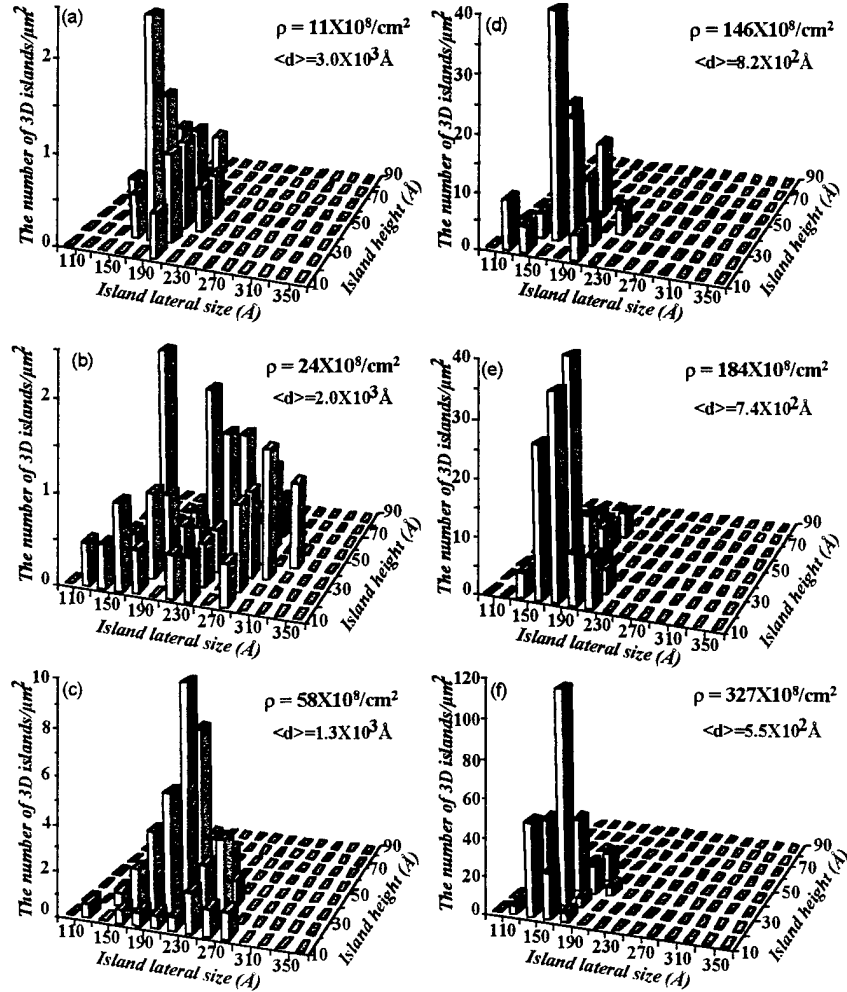 (a)
ρ = 11X10⁸/cm²
<d>=3.0X10³Å
The number of 3D islands/μm²
2
1
0
110 150 190 230 270 310 350
Island lateral size (Å)
10 30 50 70 90
Island height (Å)
(b)
ρ = 24X10⁸/cm²
<d>=2.0X10³Å
The number of 3D islands/μm²
2
1
0
110 150 190 230 270 310 350
Island lateral size (Å)
10 30 50 70 90
Island height (Å)
(c)
ρ = 58X10⁸/cm²
<d>=1.3X10³Å
The number of 3D islands/μm²
10
8
6
4
2
0
110 150 190 230 270 310 350
Island lateral size (Å)
10 30 50 70 90
Island height (Å)
(d)
ρ = 146X10⁸/cm²
<d>=8.2X10²Å
The number of 3D islands/μm²
40
30
20
10
0
110 150 190 230 270 310 350
Island lateral size (Å)
10 30 50 70 90
Island height (Å)
(e)
ρ = 184X10⁸/cm²
<d>=7.4X10²Å
The number of 3D islands/μm²
40
30
20
10
0
110 150 190 230 270 310 350
Island lateral size (Å)
10 30 50 70 90
Island height (Å)
(f)
ρ = 327X10⁸/cm²
<d>=5.5X10²Å
The number of 3D islands/μm²
120
100
80
60
40
20
0
110 150 190 230 270 310 350
Island lateral size (Å)
10 30 50 70 90
Island height (Å)